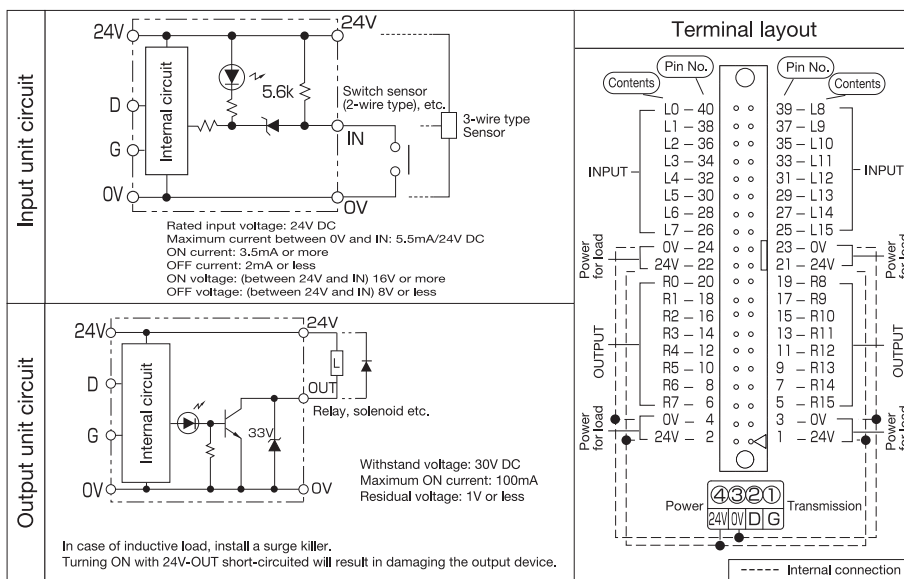 Input unit circuit
24V
24V
D
G
0V
Internal circuit
5.6k
Switch sensor
(2-wire type), etc.
3-wire type
Sensor
IN
0V
Rated input voltage: 24V DC
Maximum current between 0V and IN: 5.5mA/24V DC
ON current: 3.5mA or more
OFF current: 2mA or less
ON voltage: (between 24V and IN) 16V or more
OFF voltage: (between 24V and IN) 8V or less
Output unit circuit
24V
24V
D
G
0V
Internal circuit
L
OUT
Relay, solenoid etc.
33V
0V
Withstand voltage: 30V DC
Maximum ON current: 100mA
Residual voltage: 1V or less
In case of inductive load, install a surge killer.
Turning ON with 24V-OUT short-circuited will result in damaging the output device.
Terminal layout
Contents Pin No. Pin No. Contents
L0 – 40 39 – L8
L1 – 38 37 – L9
L2 – 36 35 – L10
L3 – 34 33 – L11
INPUT L4 – 32 31 – L12 INPUT
L5 – 30 29 – L13
L6 – 28 27 – L14
L7 – 26 25 – L15
Power for load 0V – 24 23 – 0V Power for load
24V – 22 21 – 24V
R0 – 20 19 – R8
R1 – 18 17 – R9
R2 – 16 15 – R10
R3 – 14 13 – R11
OUTPUT R4 – 12 11 – R12 OUTPUT
R5 – 10 9 – R13
R6 – 8 7 – R14
R7 – 6 5 – R15
Power for load 0V – 4 3 – 0V Power for load
24V – 2 1 – 24V
Power ④③②① Transmission
24V 0V D G
----- Internal connection